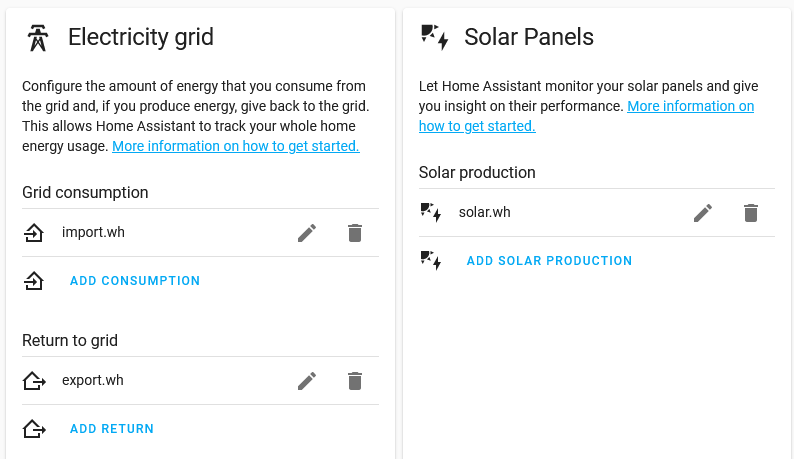 Electricity grid
Configure the amount of energy that you consume from
the grid and, if you produce energy, give back to the grid.
This allows Home Assistant to track your whole home
energy usage. More information on how to get started.
Grid consumption
import.wh
ADD CONSUMPTION
Return to grid
export.wh
ADD RETURN
Solar Panels
Let Home Assistant monitor your solar panels and give
you insight on their performance. More information on
how to get started.
Solar production
solar.wh
ADD SOLAR PRODUCTION